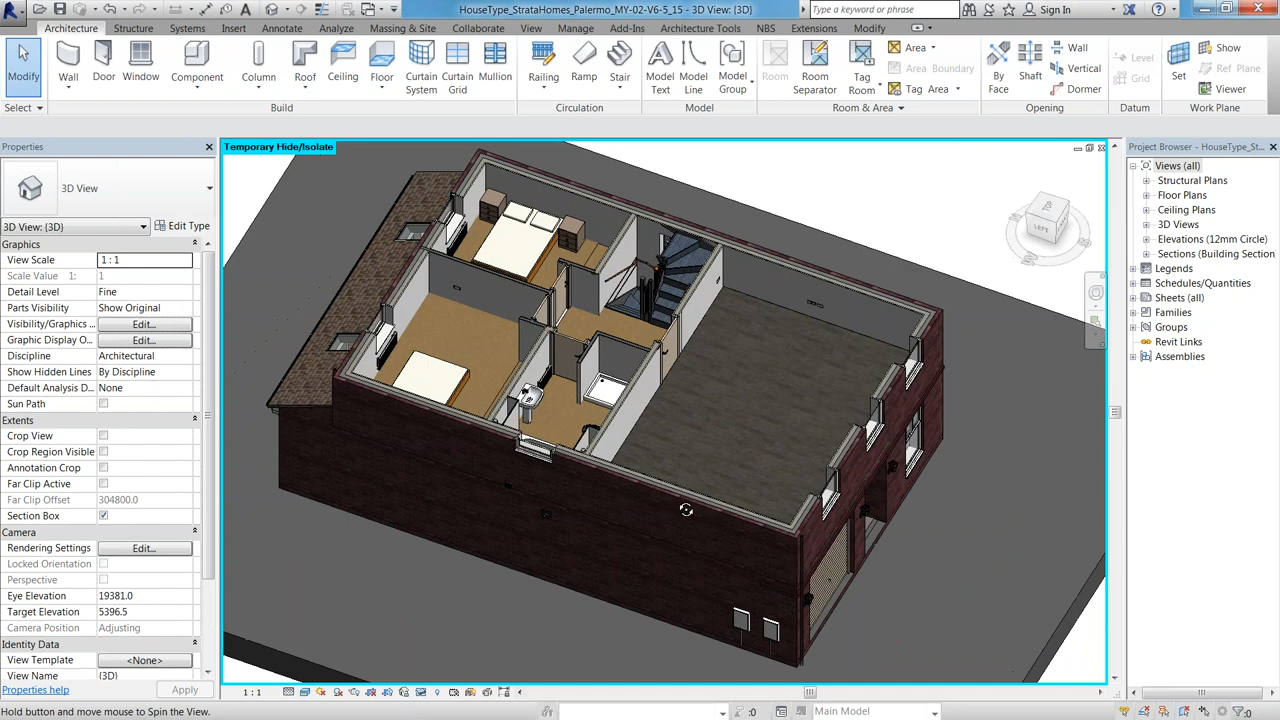 HouseType_StrataHomes_Palermo_MY-02-V6-5_15 - 3D View: {3D}
Type a keyword or phrase
Sign In
Architecture Structure Systems Insert Annotate Analyze Massing & Site Collaborate View Manage Add-Ins Architecture Tools NBS Extensions Modify
Modify
Wall
Door
Window
Component
Column
Roof
Ceiling
Floor
Curtain System
Curtain Grid
Mullion
Railing
Ramp
Stair
Model Text
Model Line
Model Group
Room
Room Separator
Tag Room
Area
Area Boundary
Tag Area
By Face
Shaft
Wall
Vertical
Dormer
Level
Grid
Set
Show
Ref Plane
Viewer
Select Build Circulation Model Room & Area Opening Datum Work Plane
Properties
3D View
3D View: {3D} Edit Type
Graphics
View Scale 1 : 1
Scale Value 1: 1
Detail Level Fine
Parts Visibility Show Original
Visibility/Graphics ... Edit...
Graphic Display O... Edit...
Discipline Architectural
Show Hidden Lines By Discipline
Default Analysis D... None
Sun Path
Extents
Crop View
Crop Region Visible
Annotation Crop
Far Clip Active
Far Clip Offset 304800.0
Section Box
Camera
Rendering Settings Edit...
Locked Orientation
Perspective
Eye Elevation 19381.0
Target Elevation 5396.5
Camera Position Adjusting
Identity Data
View Template <None>
View Name {3D}
Properties help Apply
Temporary Hide/Isolate
LEFT
Project Browser - HouseType_St...
Views (all)
Structural Plans
Floor Plans
Ceiling Plans
3D Views
Elevations (12mm Circle)
Sections (Building Section
Legends
Schedules/Quantities
Sheets (all)
Families
Groups
Revit Links
Assemblies
1 : 1
Hold button and move mouse to Spin the View.
:0
Main Model
:0